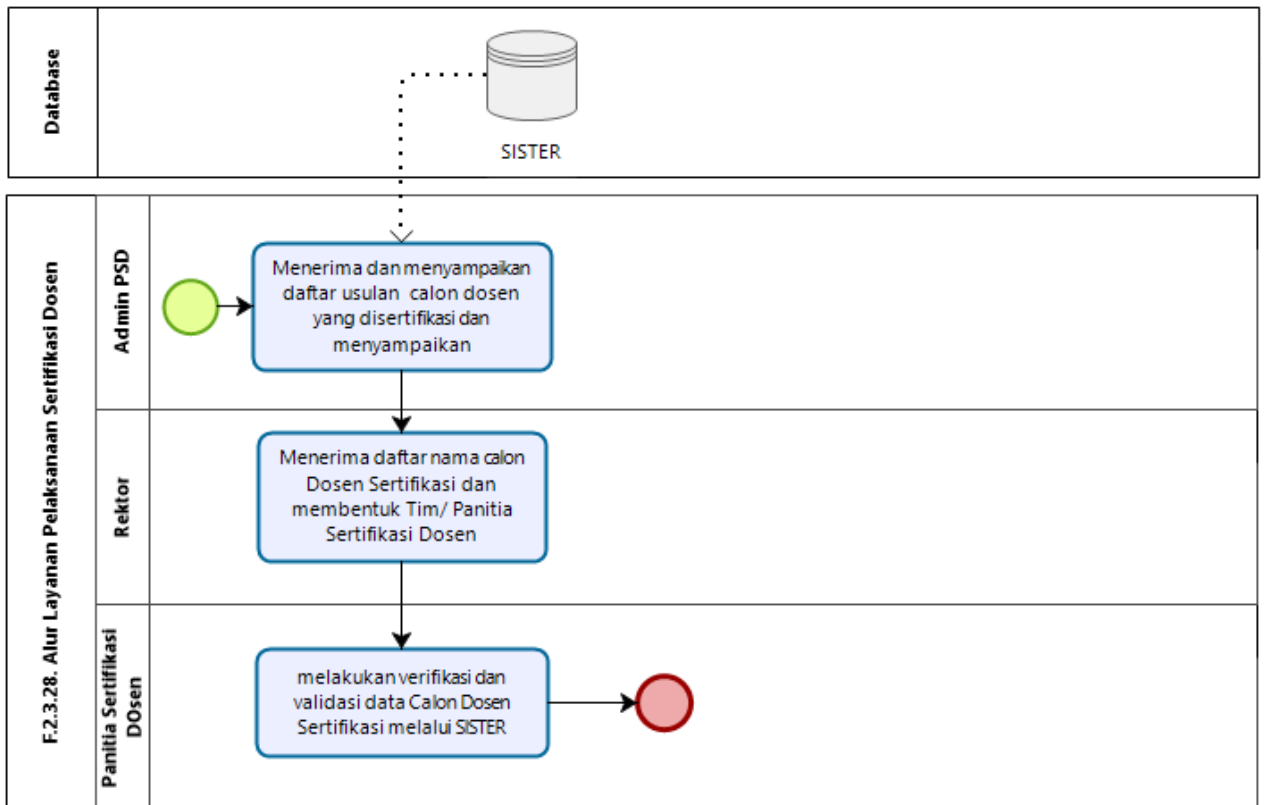 Database
SISTER
F.2.3.28. Alur Layanan Pelaksanaan Sertifikasi Dosen
Admin PSD
Menerima dan menyampaikan
daftar usulan calon dosen
yang disertifikasi dan
menyampaikan
Rektor
Menerima daftar nama calon
Dosen Sertifikasi dan
membentuk Tim/ Panitia
Sertifikasi Dosen
Panitia Sertifikasi
DOsen
melakukan verifikasi dan
validasi data Calon Dosen
Sertifikasi melalui SISTER